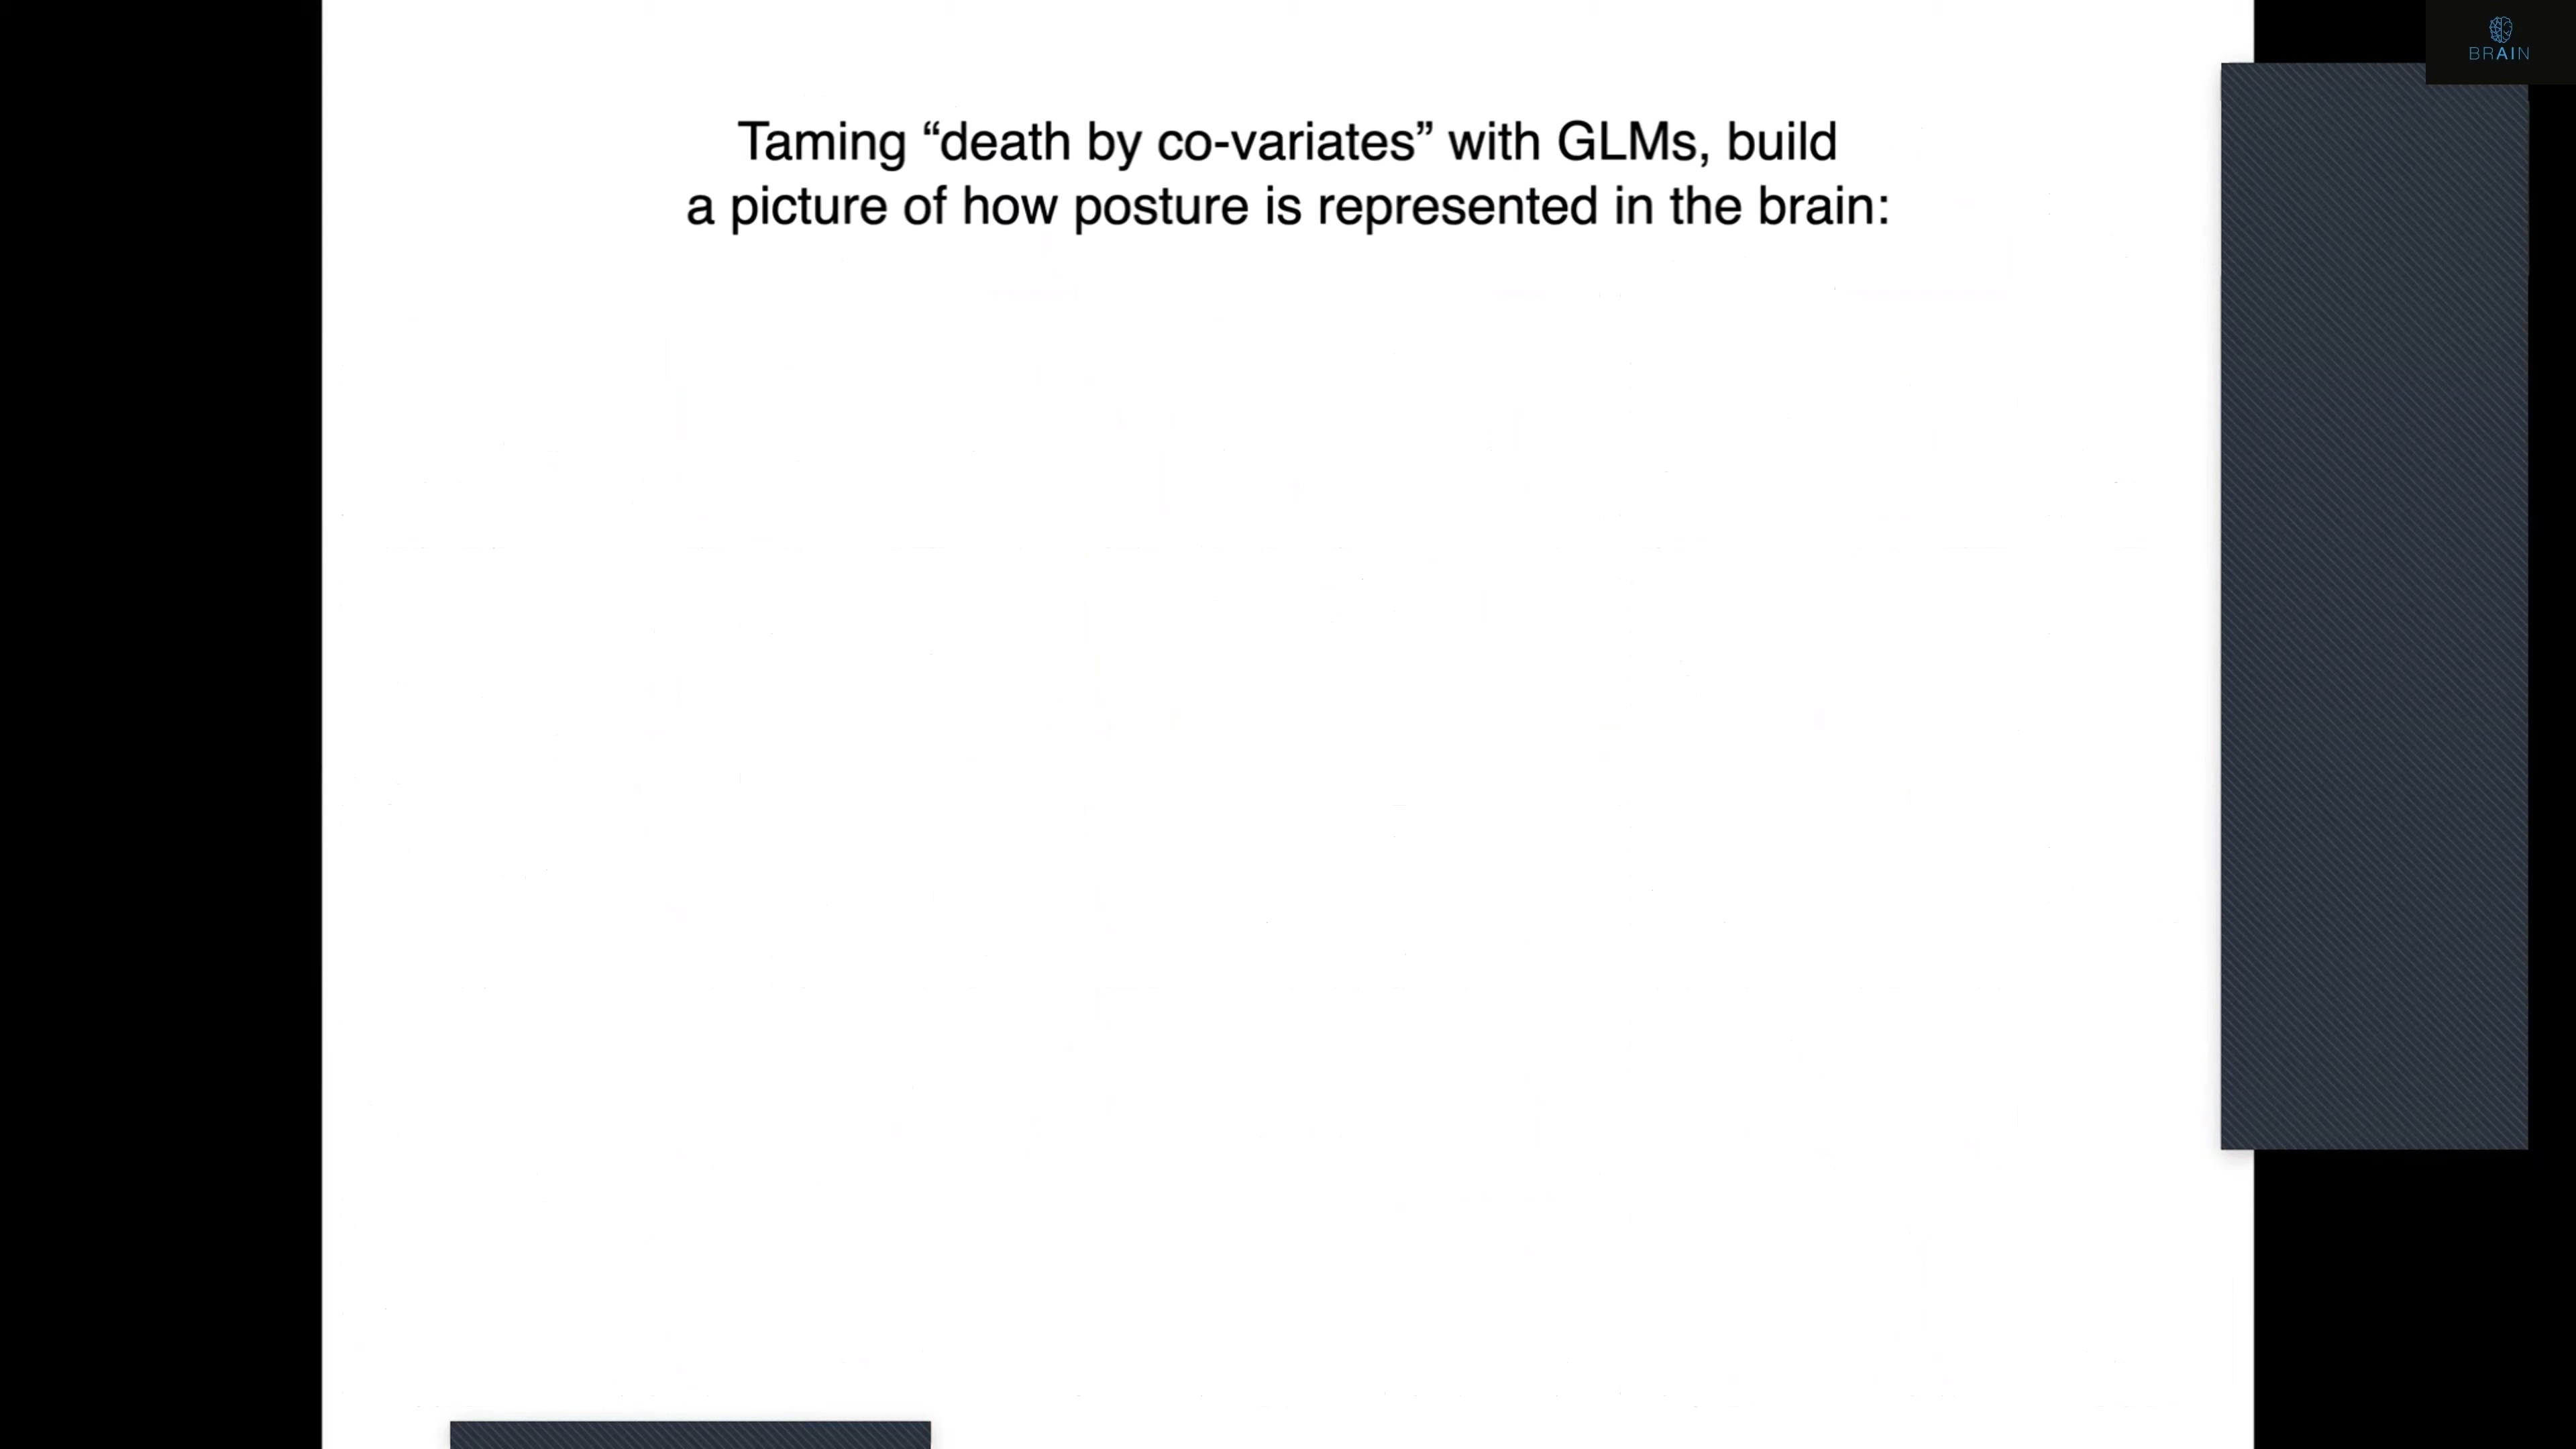 BRAIN
Taming “death by co-variates” with GLMs, build
a picture of how posture is represented in the brain: